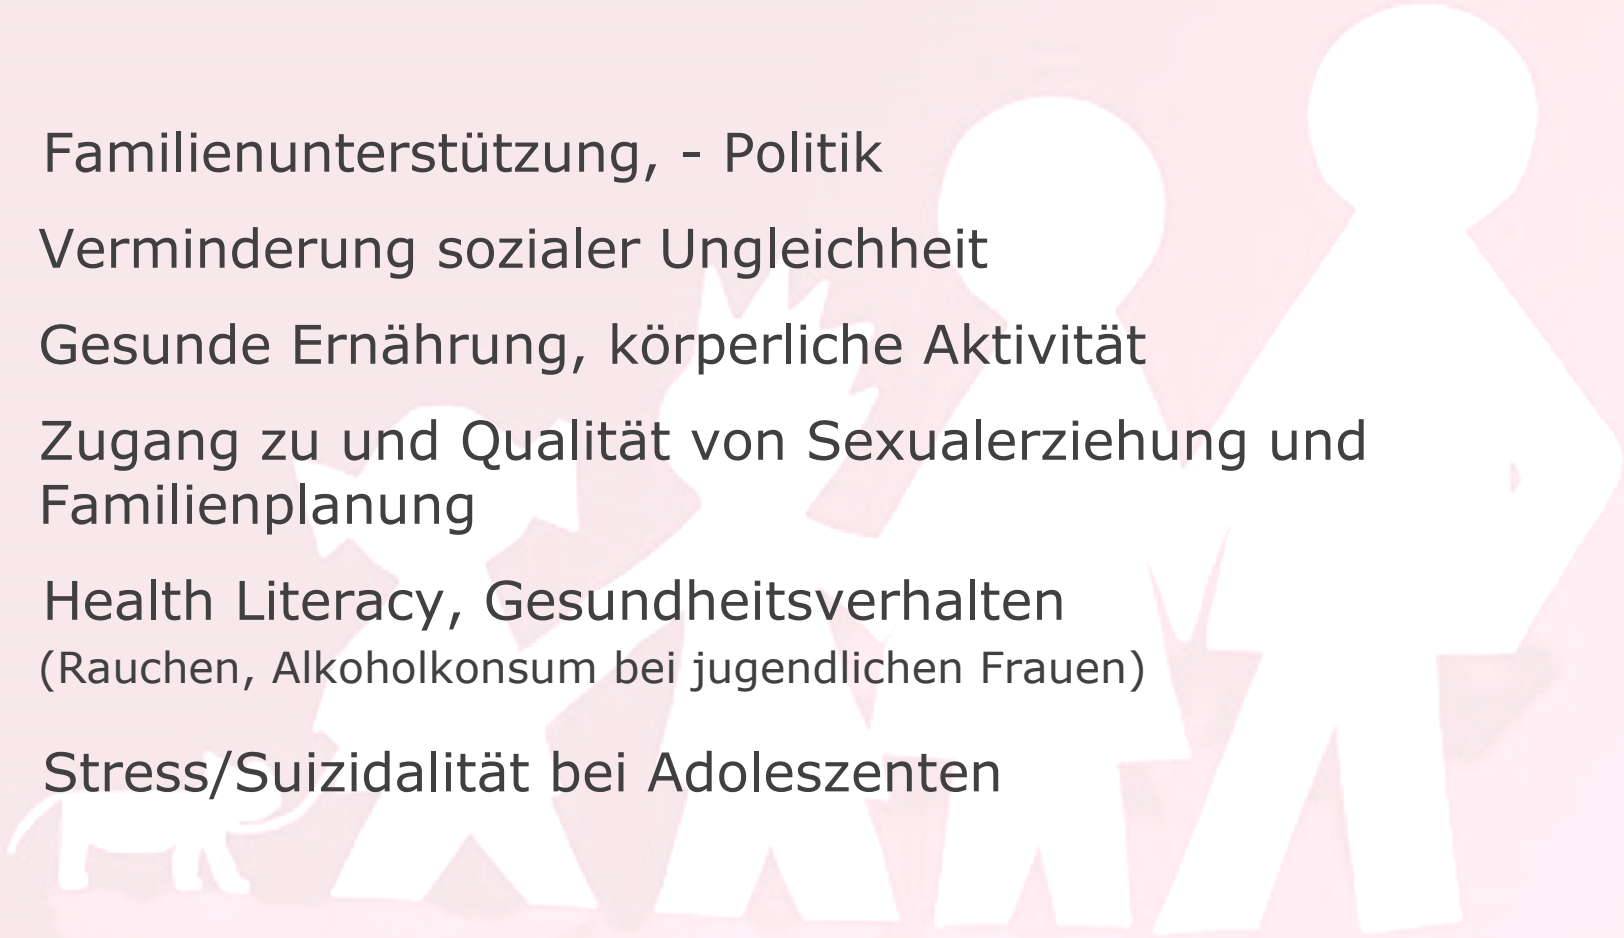 Familienunterstützung, - Politik
Verminderung sozialer Ungleichheit
Gesunde Ernährung, körperliche Aktivität
Zugang zu und Qualität von Sexualerziehung und
Familienplanung
Health Literacy, Gesundheitsverhalten
(Rauchen, Alkoholkonsum bei jugendlichen Frauen)
Stress/Suizidalität bei Adoleszenten